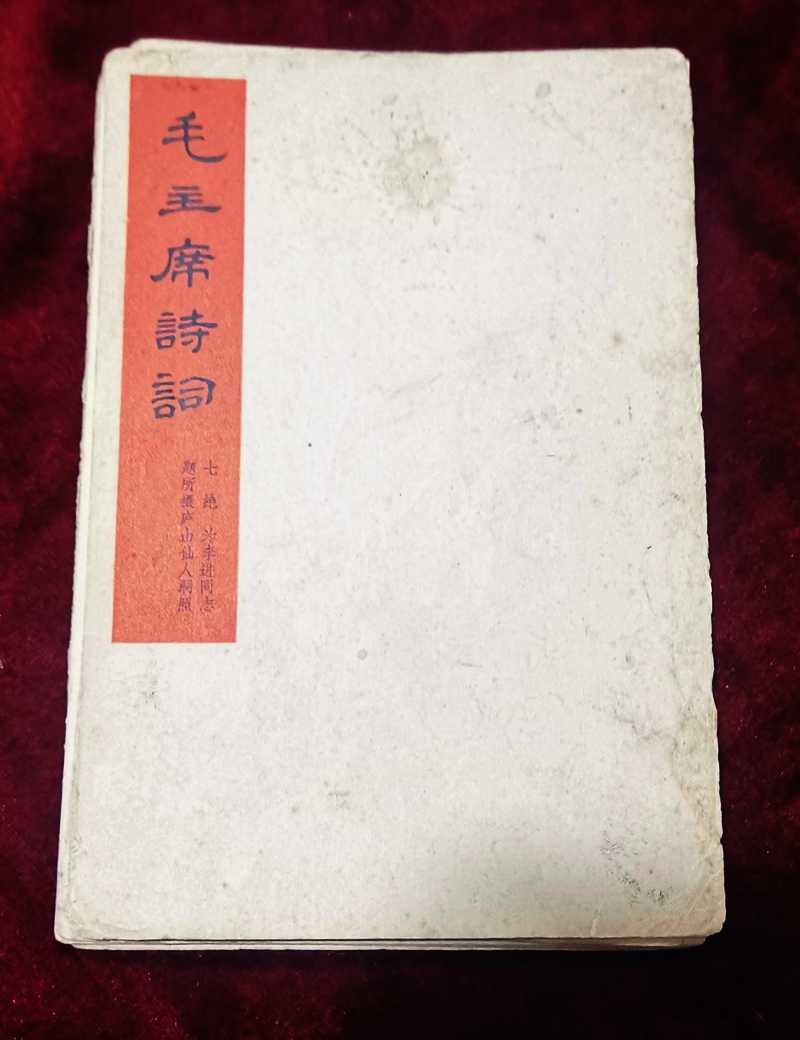 毛主席詩詞
七绝 为李进同志
题所摄庐山仙人洞照